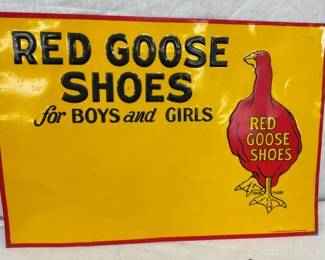 RED GOOSE
SHOES
for BOYS and GIRLS
RED
GOOSE
SHOES